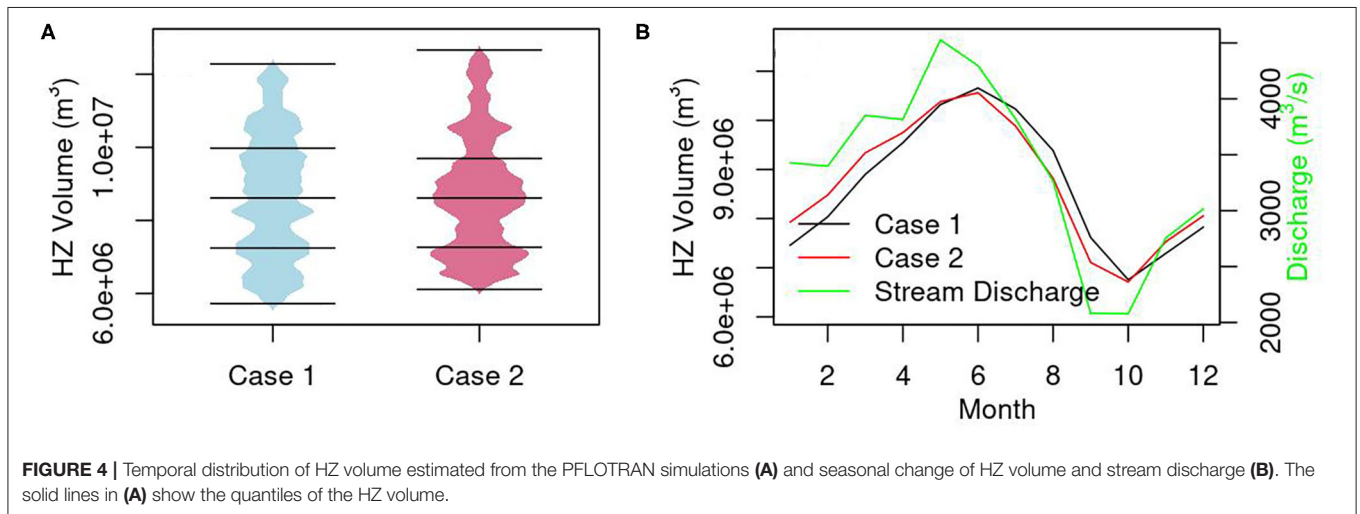 A
HZ Volume (m³)
6.0e+06
1.0e+07
Case 1
Case 2
B
HZ Volume (m³)
6.0e+06
9.0e+06
Case 1
Case 2
Stream Discharge
2
4
6
8
10
12
Month
2000
3000
4000
Discharge (m³/s)
FIGURE 4 | Temporal distribution of HZ volume estimated from the PFLOTRAN simulations (A) and seasonal change of HZ volume and stream discharge (B). The
solid lines in (A) show the quantiles of the HZ volume.